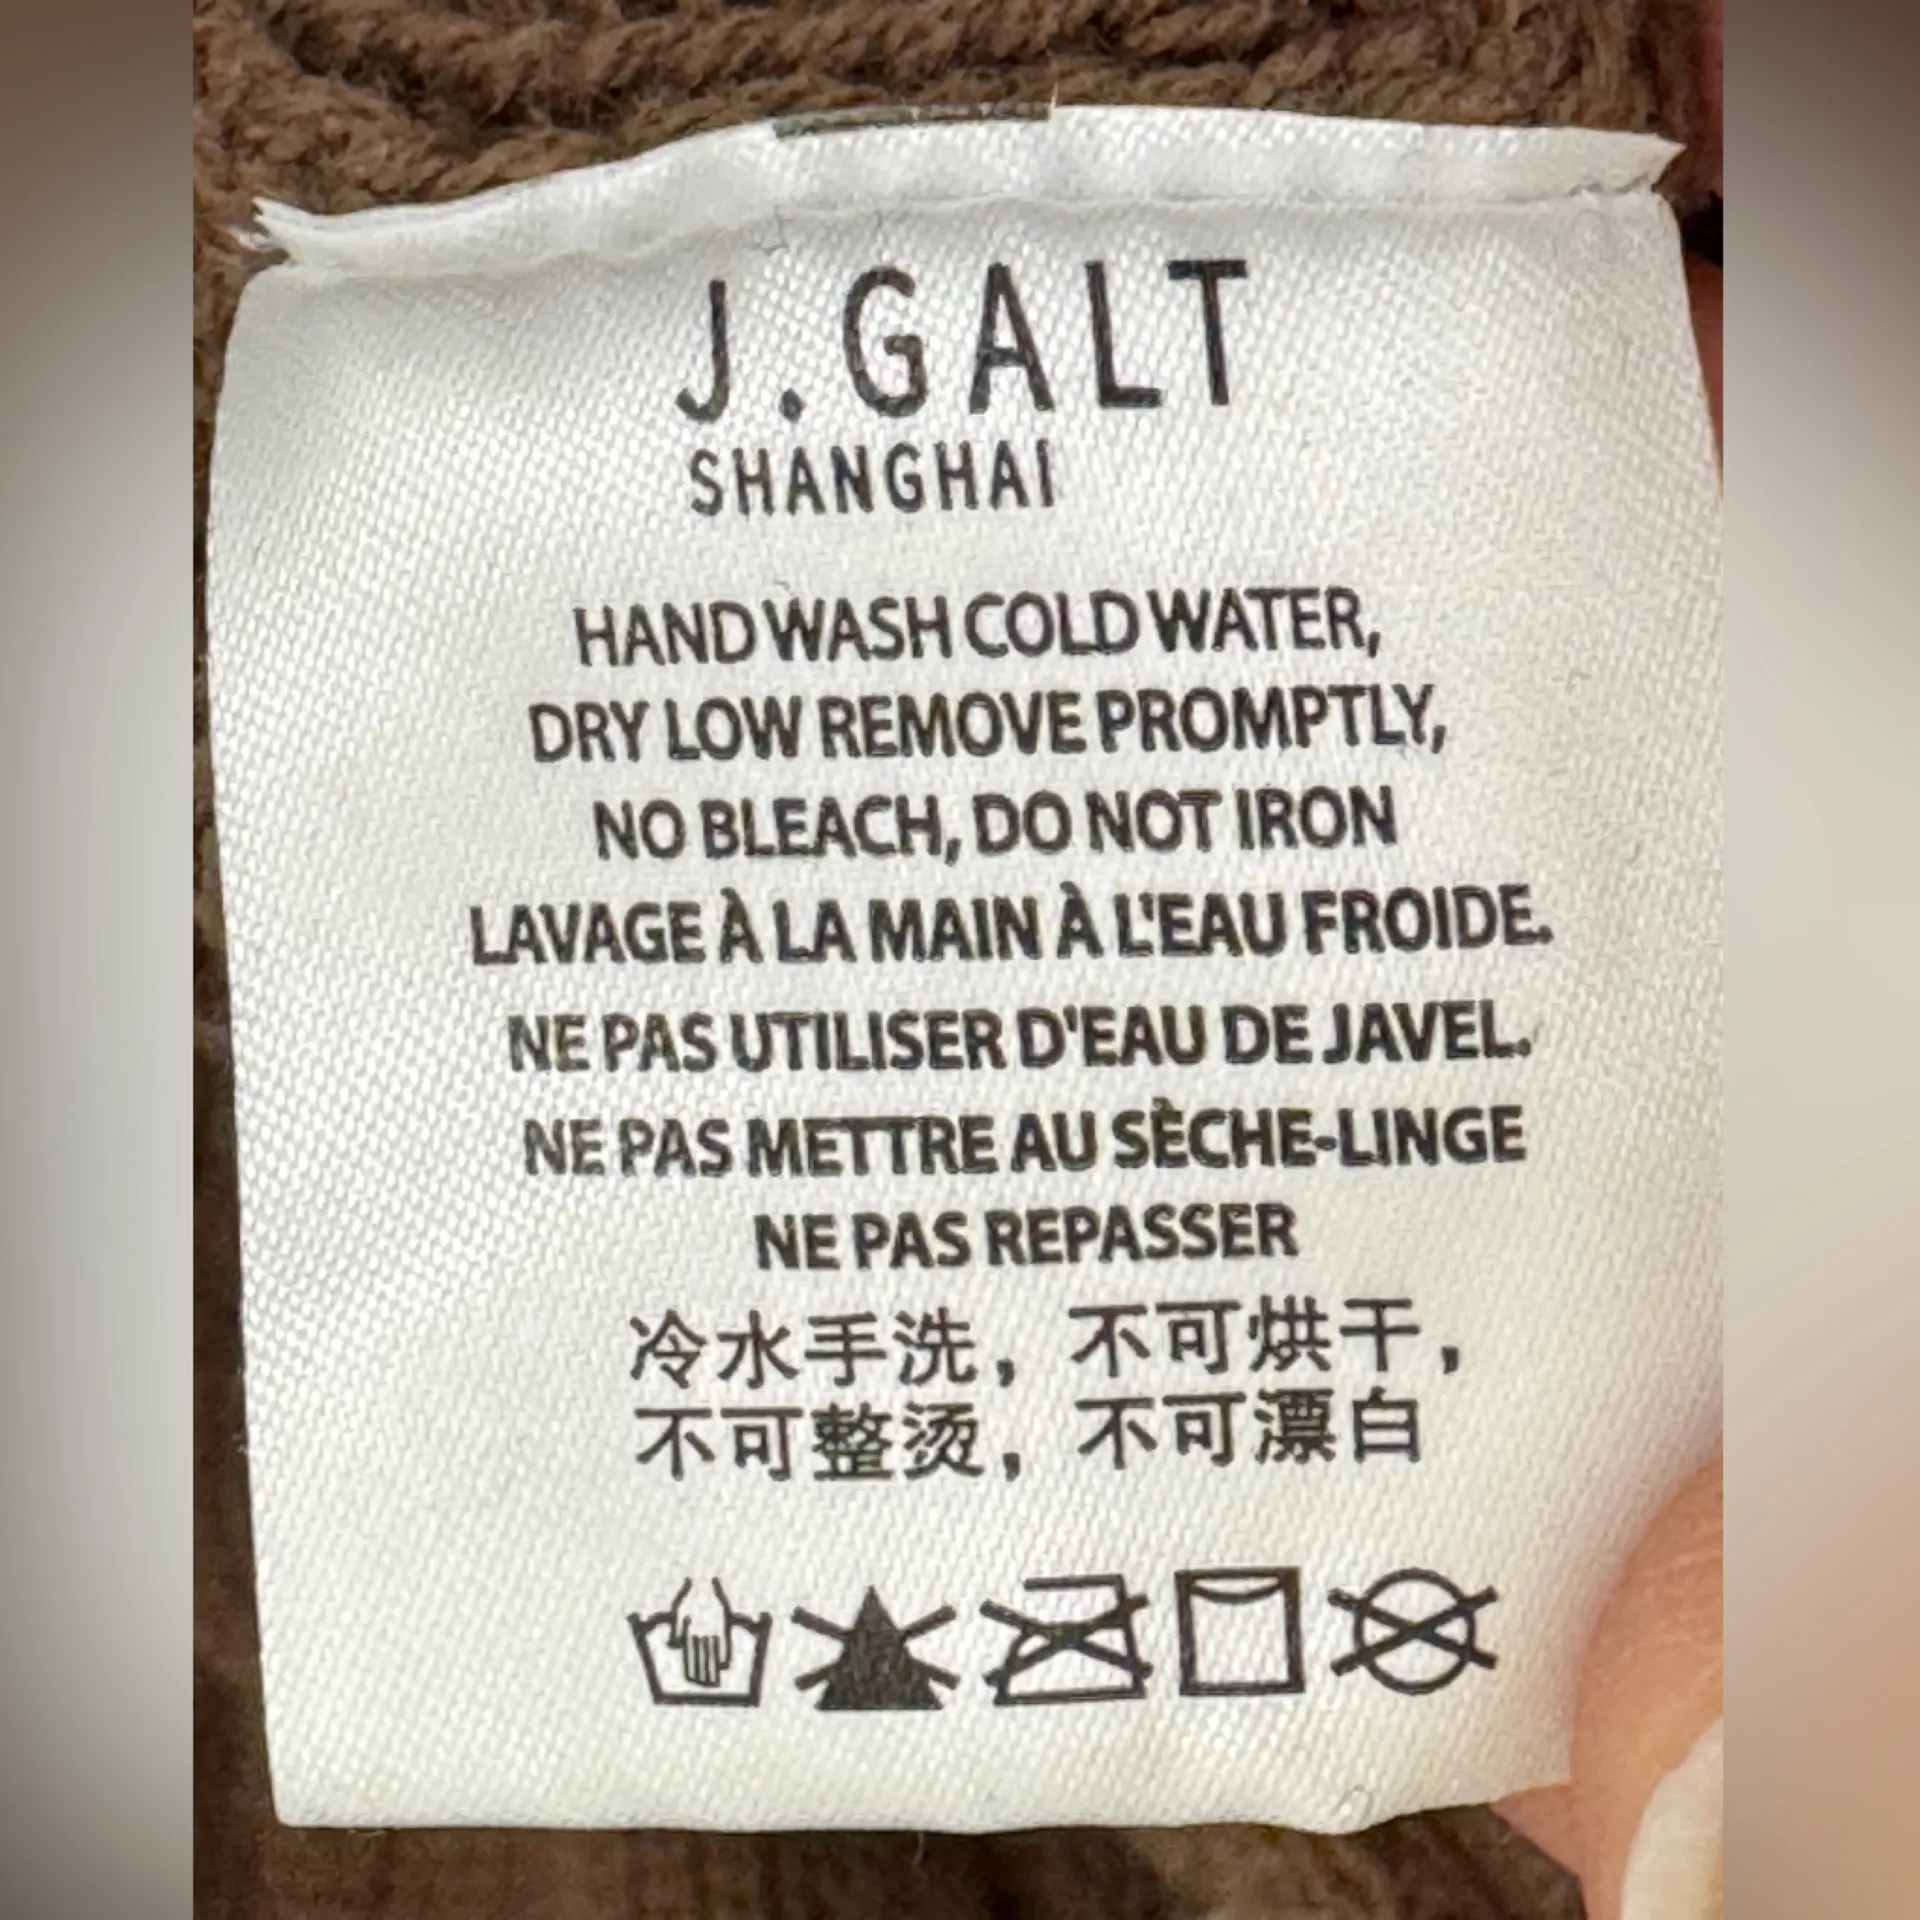 J.GALT
SHANGHAI
HAND WASH COLD WATER,
DRY LOW REMOVE PROMPTLY,
NO BLEACH, DO NOT IRON
LAVAGE À LA MAIN À L'EAU FROIDE.
NE PAS UTILISER D'EAU DE JAVEL.
NE PAS METTRE AU SÈCHE-LINGE
NE PAS REPASSER
冷水手洗，不可烘干，
不可整烫，不可漂白